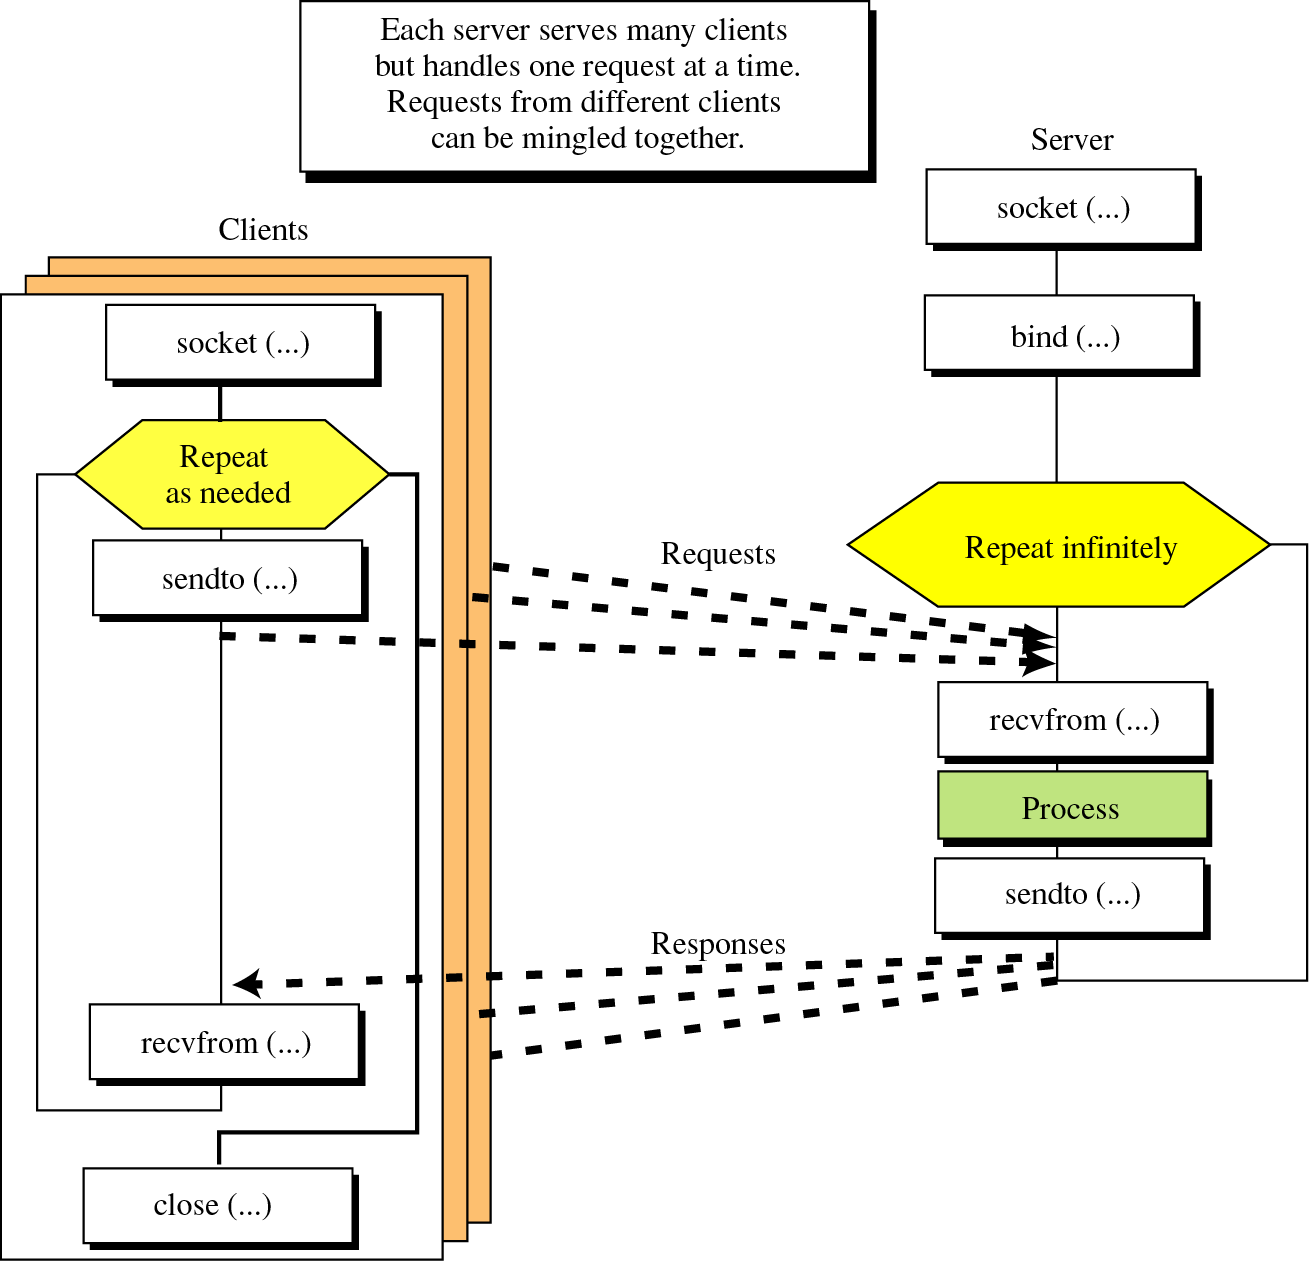 Each server serves many clients
but handles one request at a time.
Requests from different clients
can be mingled together.
Server
socket (...)
bind (...)
Repeat infinitely
recvfrom (...)
Process
sendto (...)
Clients
socket (...)
Repeat
as needed
sendto (...)
recvfrom (...)
close (...)
Requests
Responses